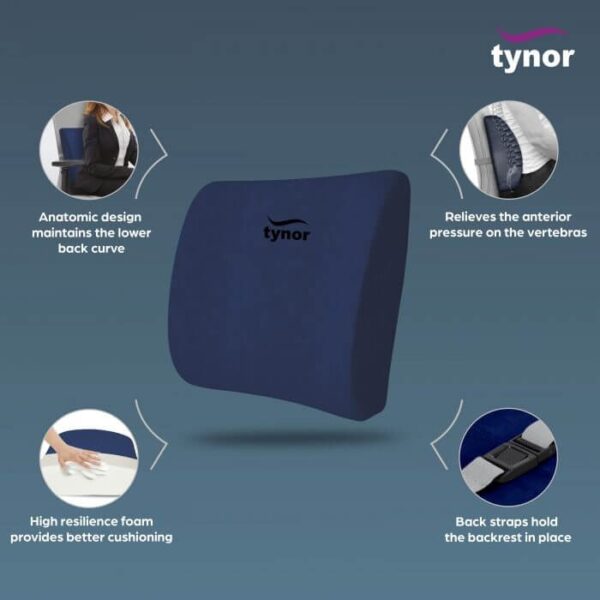 tynor
Anatomic design
maintains the lower
back curve
Relieves the anterior
pressure on the vertebras
tynor
High resilience foam
provides better cushioning
Back straps hold
the backrest in place